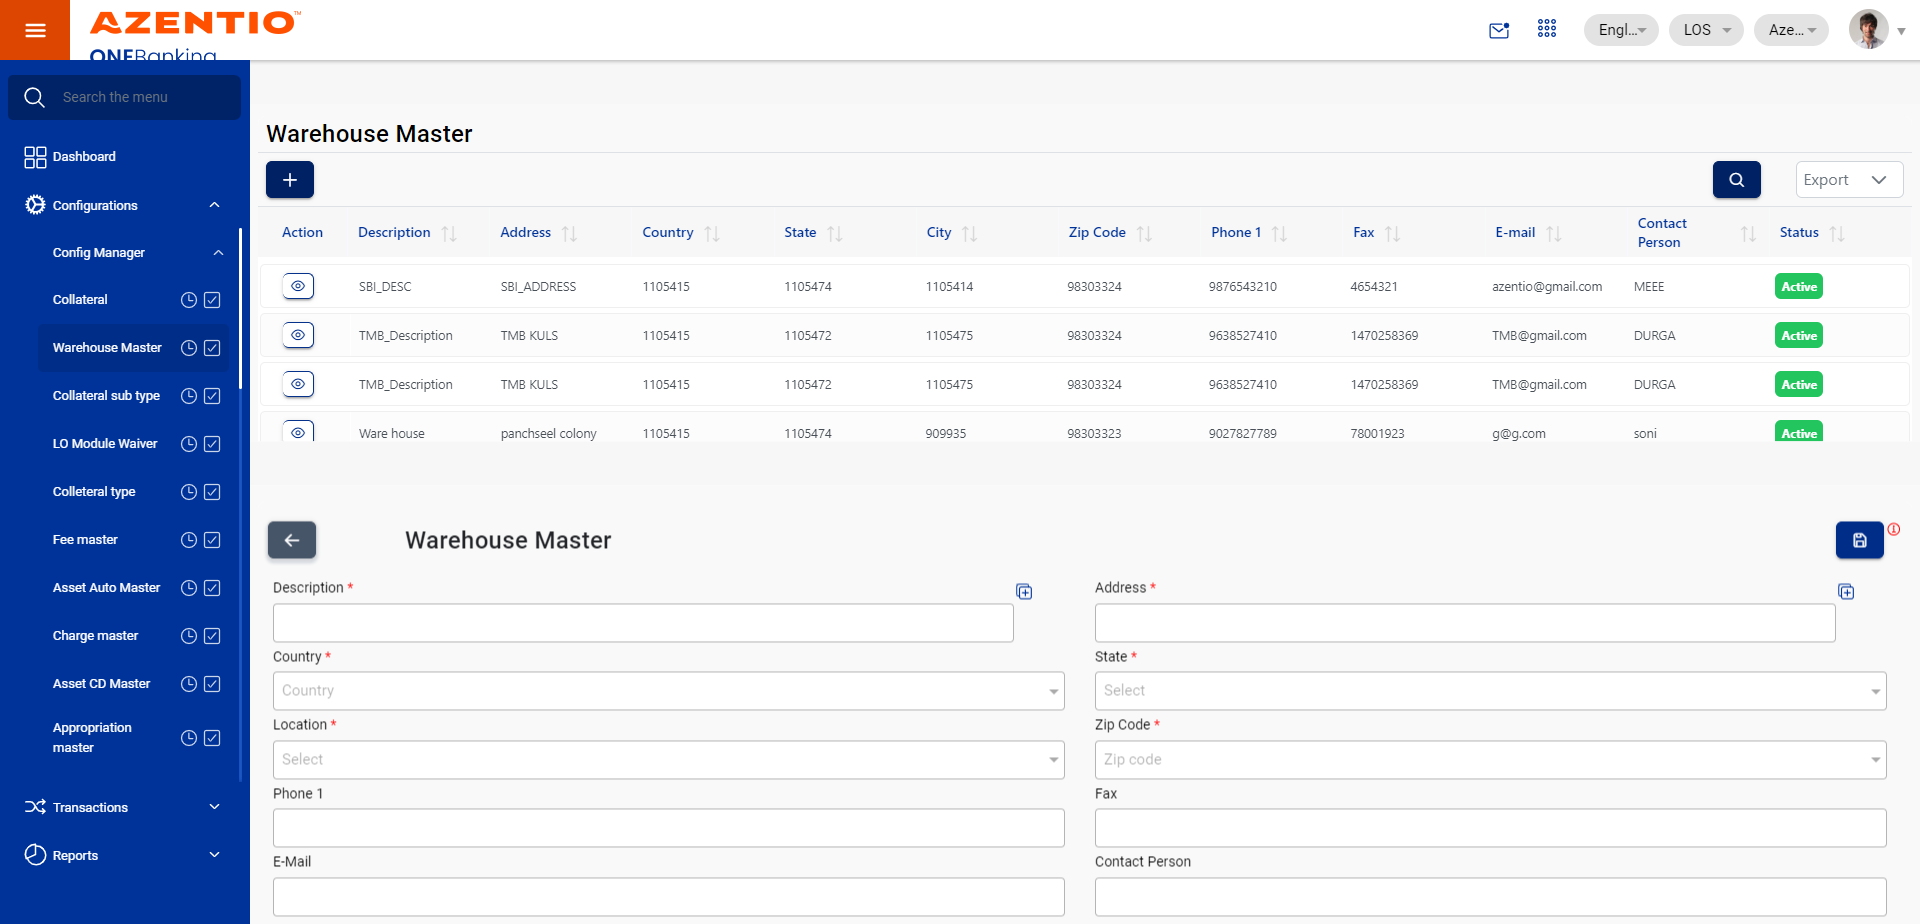 AZENTIO™
ONEBanking
Engl...
LOS
Aze...
Search the menu
Dashboard
Configurations
Config Manager
Collateral
Warehouse Master
Collateral sub type
LO Module Waiver
Colleteral type
Fee master
Asset Auto Master
Charge master
Asset CD Master
Appropriation
master
Transactions
Reports
Warehouse Master
Export
Action Description Address Country State City Zip Code Phone 1 Fax E-mail Contact Person Status
SBI_DESC SBI_ADDRESS 1105415 1105474 1105414 98303324 9876543210 4654321 azentio@gmail.com MEEE Active
TMB_Description TMB KULS 1105415 1105472 1105475 98303324 9638527410 1470258369 TMB@gmail.com DURGA Active
TMB_Description TMB KULS 1105415 1105472 1105475 98303324 9638527410 1470258369 TMB@gmail.com DURGA Active
Ware house panchseel colony 1105415 1105474 909935 98303323 9027827789 78001923 g@g.com soni Active
Warehouse Master
Description * Address *
Country * State *
Country Select
Location * Zip Code *
Select Zip code
Phone 1 Fax
E-Mail Contact Person